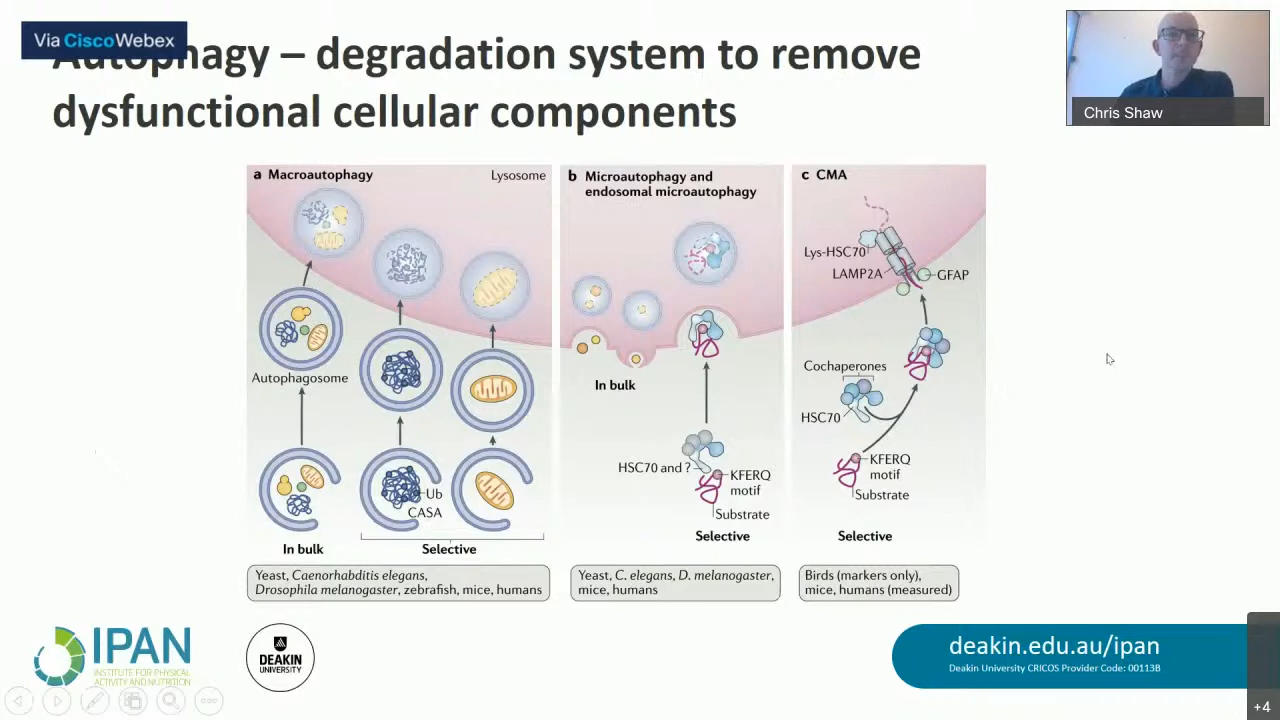 Via Cisco Webex
Autophagy – degradation system to remove
dysfunctional cellular components
Chris Shaw
a Macroautophagy
Lysosome
Autophagosome
Ub
CASA
In bulk
Selective
Yeast, Caenorhabditis elegans,
Drosophila melanogaster, zebrafish, mice, humans
b Microautophagy and
endosomal microautophagy
In bulk
HSC70 and ?
KFERQ
motif
Substrate
Selective
Yeast, C. elegans, D. melanogaster,
mice, humans
c CMA
Lys-HSC70
LAMP2A
GFAP
Cochaperones
HSC70
KFERQ
motif
Substrate
Selective
Birds (markers only),
mice, humans (measured)
IPAN
INSTITUTE FOR PHYSICAL
ACTIVITY AND NUTRITION
DEAKIN
UNIVERSITY
deakin.edu.au/ipan
Deakin University CRICOS Provider Code: 00113B
+4